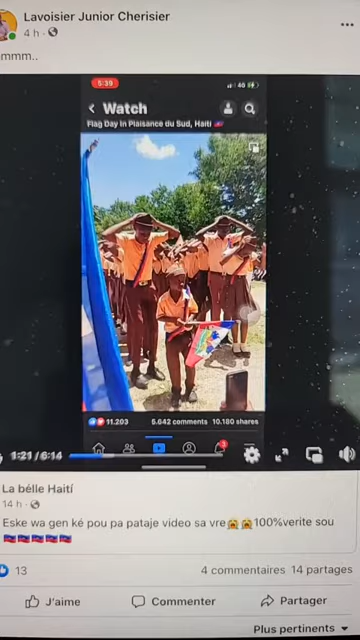 Lavoisier Junior Cherisier
4 h ·
mmm..
5:39
4G
Watch
Flag Day in Plaisance du Sud, Haiti 🇭🇹
11.203
5.642 comments 10.180 shares
1:21 / 6:14
La bélle Haití
14 h ·
Eske wa gen ké pou pa pataje video sa vre😭😭100%verite sou
🇭🇹🇭🇹🇭🇹🇭🇹🇭🇹
13
4 commentaires 14 partages
J'aime
Commenter
Partager
Plus pertinents